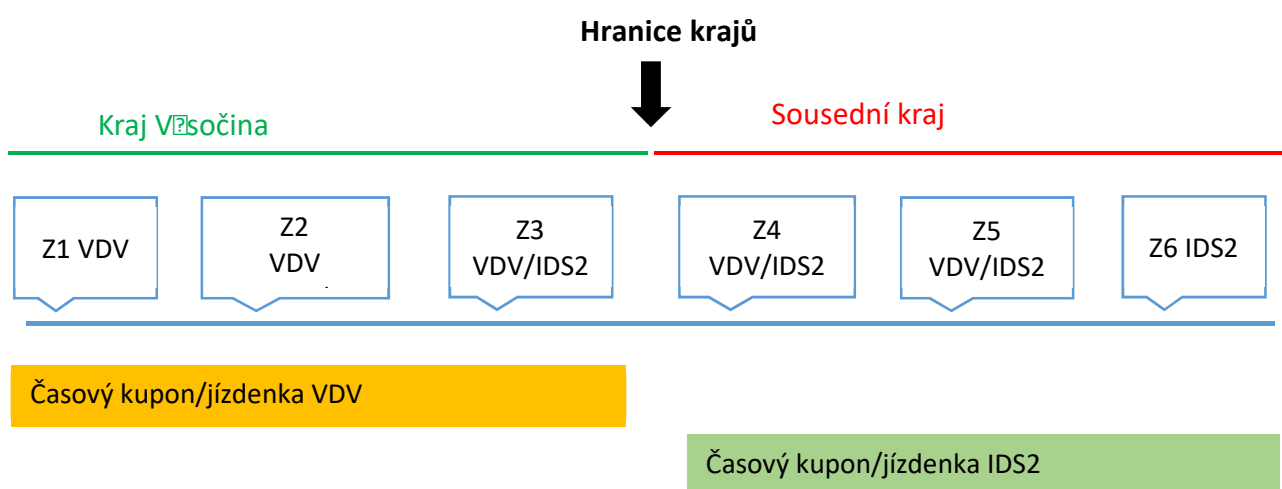 Hranice krajů
Kraj V�sočina
Sousední kraj
Z1 VDV
Z2
VDV
Z3
VDV/IDS2
Z4
VDV/IDS2
Z5
VDV/IDS2
Z6 IDS2
Časový kupon/jízdenka VDV
Časový kupon/jízdenka IDS2